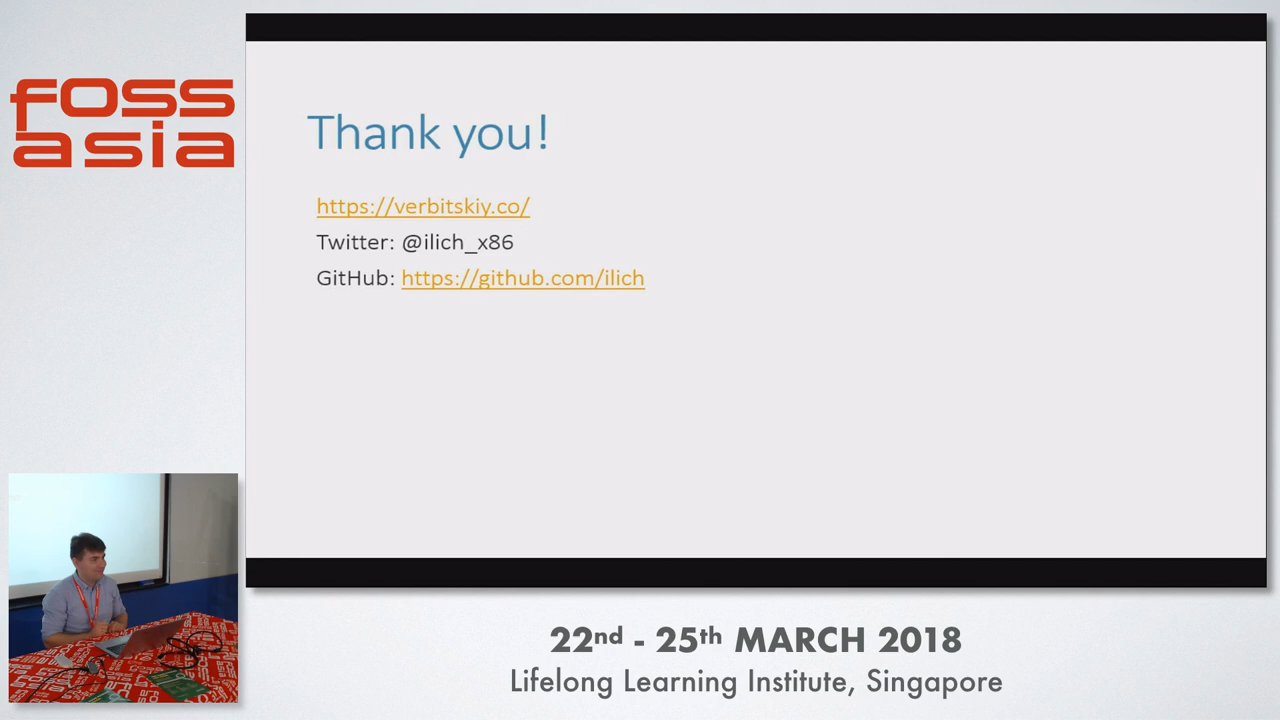 foss
asia
Thank you!
https://verbitskiy.co/
Twitter: @ilich_x86
GitHub: https://github.com/ilich
22nd - 25th MARCH 2018
Lifelong Learning Institute, Singapore